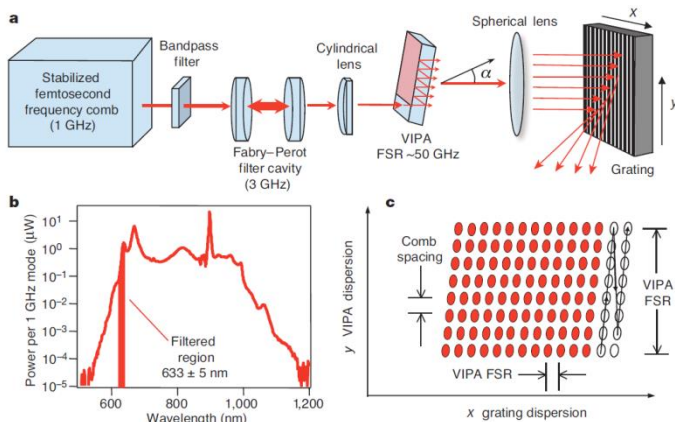 a
Stabilized
femtosecond
frequency comb
(1 GHz)
Bandpass
filter
Fabry–Perot
filter cavity
(3 GHz)
Cylindrical
lens
VIPA
FSR ~50 GHz
α
Spherical lens
x
y
Grating
b
Power per 1 GHz mode (μW)
10¹
10⁰
10⁻¹
10⁻²
10⁻³
10⁻⁴
10⁻⁵
Filtered
region
633 ± 5 nm
600
800
1,000
1,200
Wavelength (nm)
c
y VIPA dispersion
Comb
spacing
VIPA
FSR
VIPA FSR
x grating dispersion